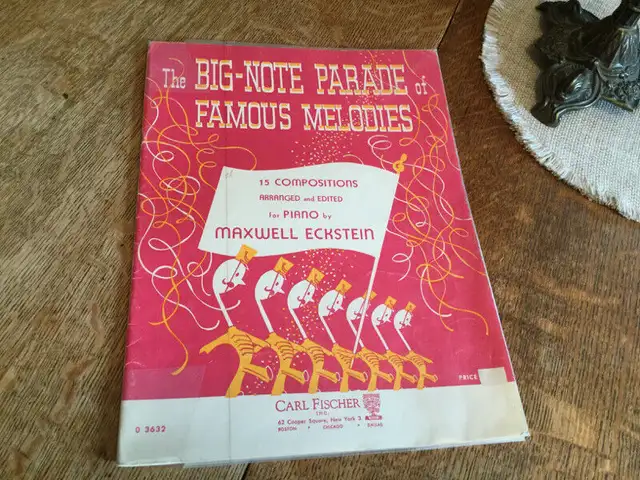 The BIG-NOTE PARADE of
FAMOUS MELODIES
15 COMPOSITIONS
ARRANGED and EDITED
for PIANO by
MAXWELL ECKSTEIN
PRICE
CARL FISCHER
INC.
62 Cooper Square, New York 3
BOSTON • CHICAGO • DALLAS
O 3632